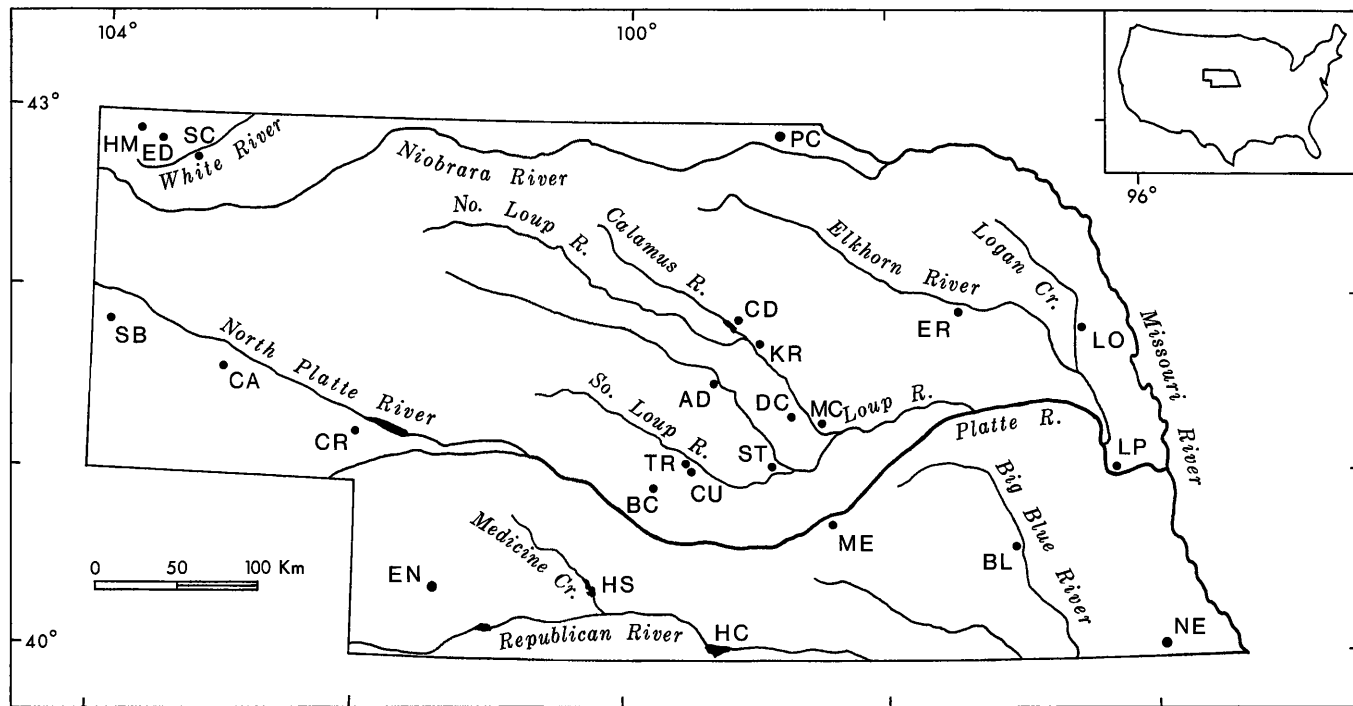 104°
100°
43°
96°
HM
ED
SC
White River
PC
Niobrara River
No. Loup R.
Calamus R.
Elkhorn River
Logan Cr.
Missouri River
SB
CA
North Platte River
CR
CD
KR
ER
LO
AD
DC
MC
Loup R.
So. Loup R.
TR
CU
BC
ST
Platte R.
LP
ME
Big Blue River
BL
0 50 100 Km
EN
Medicine Cr.
HS
Republican River
HC
NE
40°